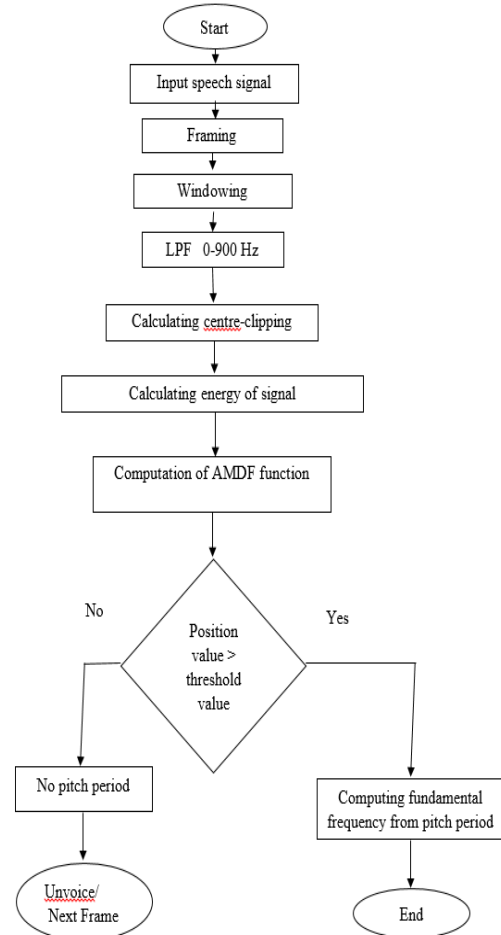 Start
Input speech signal
Framing
Windowing
LPF 0-900 Hz
Calculating centre-clipping
Calculating energy of signal
Computation of AMDF function
No
Yes
Position
value >
threshold
value
No pitch period
Computing fundamental
frequency from pitch period
Unvoice/
Next Frame
End